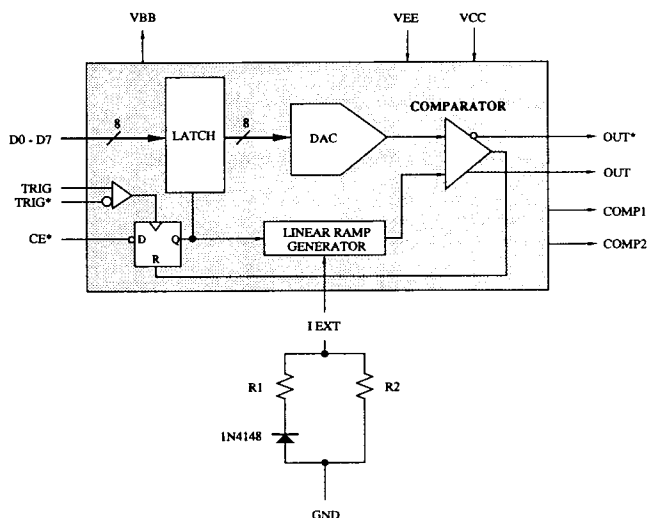 VBB VEE VCC
COMPARATOR
8 8
D0 - D7 LATCH DAC OUT*
TRIG OUT
TRIG*
COMP1
CE* D Q LINEAR RAMP
GENERATOR COMP2
R
I EXT
R1 R2
1N4148
GND